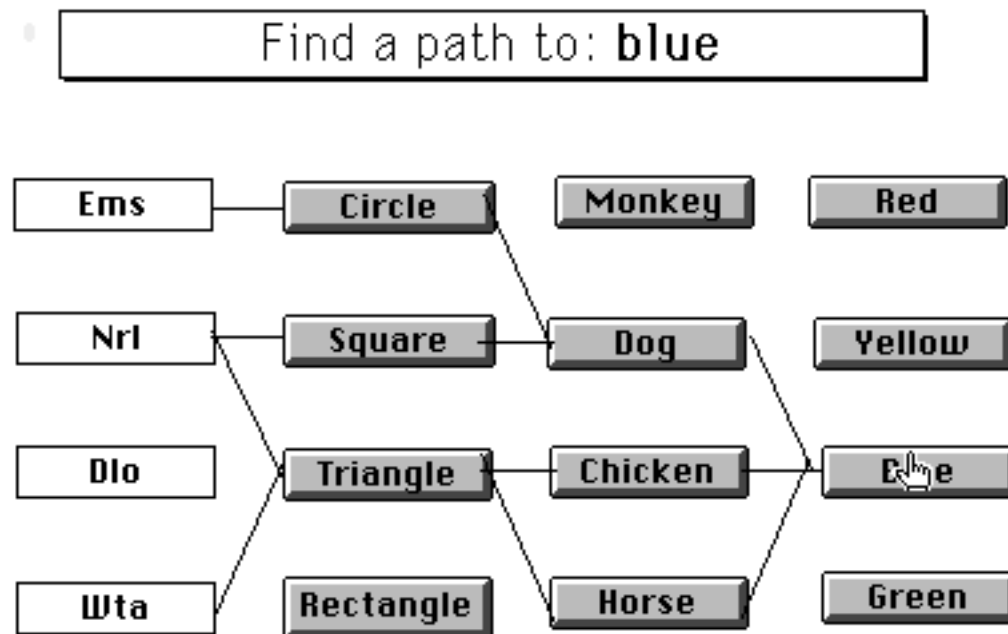 Find a path to: blue
Ems Circle Monkey Red
Nrl Square Dog Yellow
Dlo Triangle Chicken
Wta Rectangle Horse Green